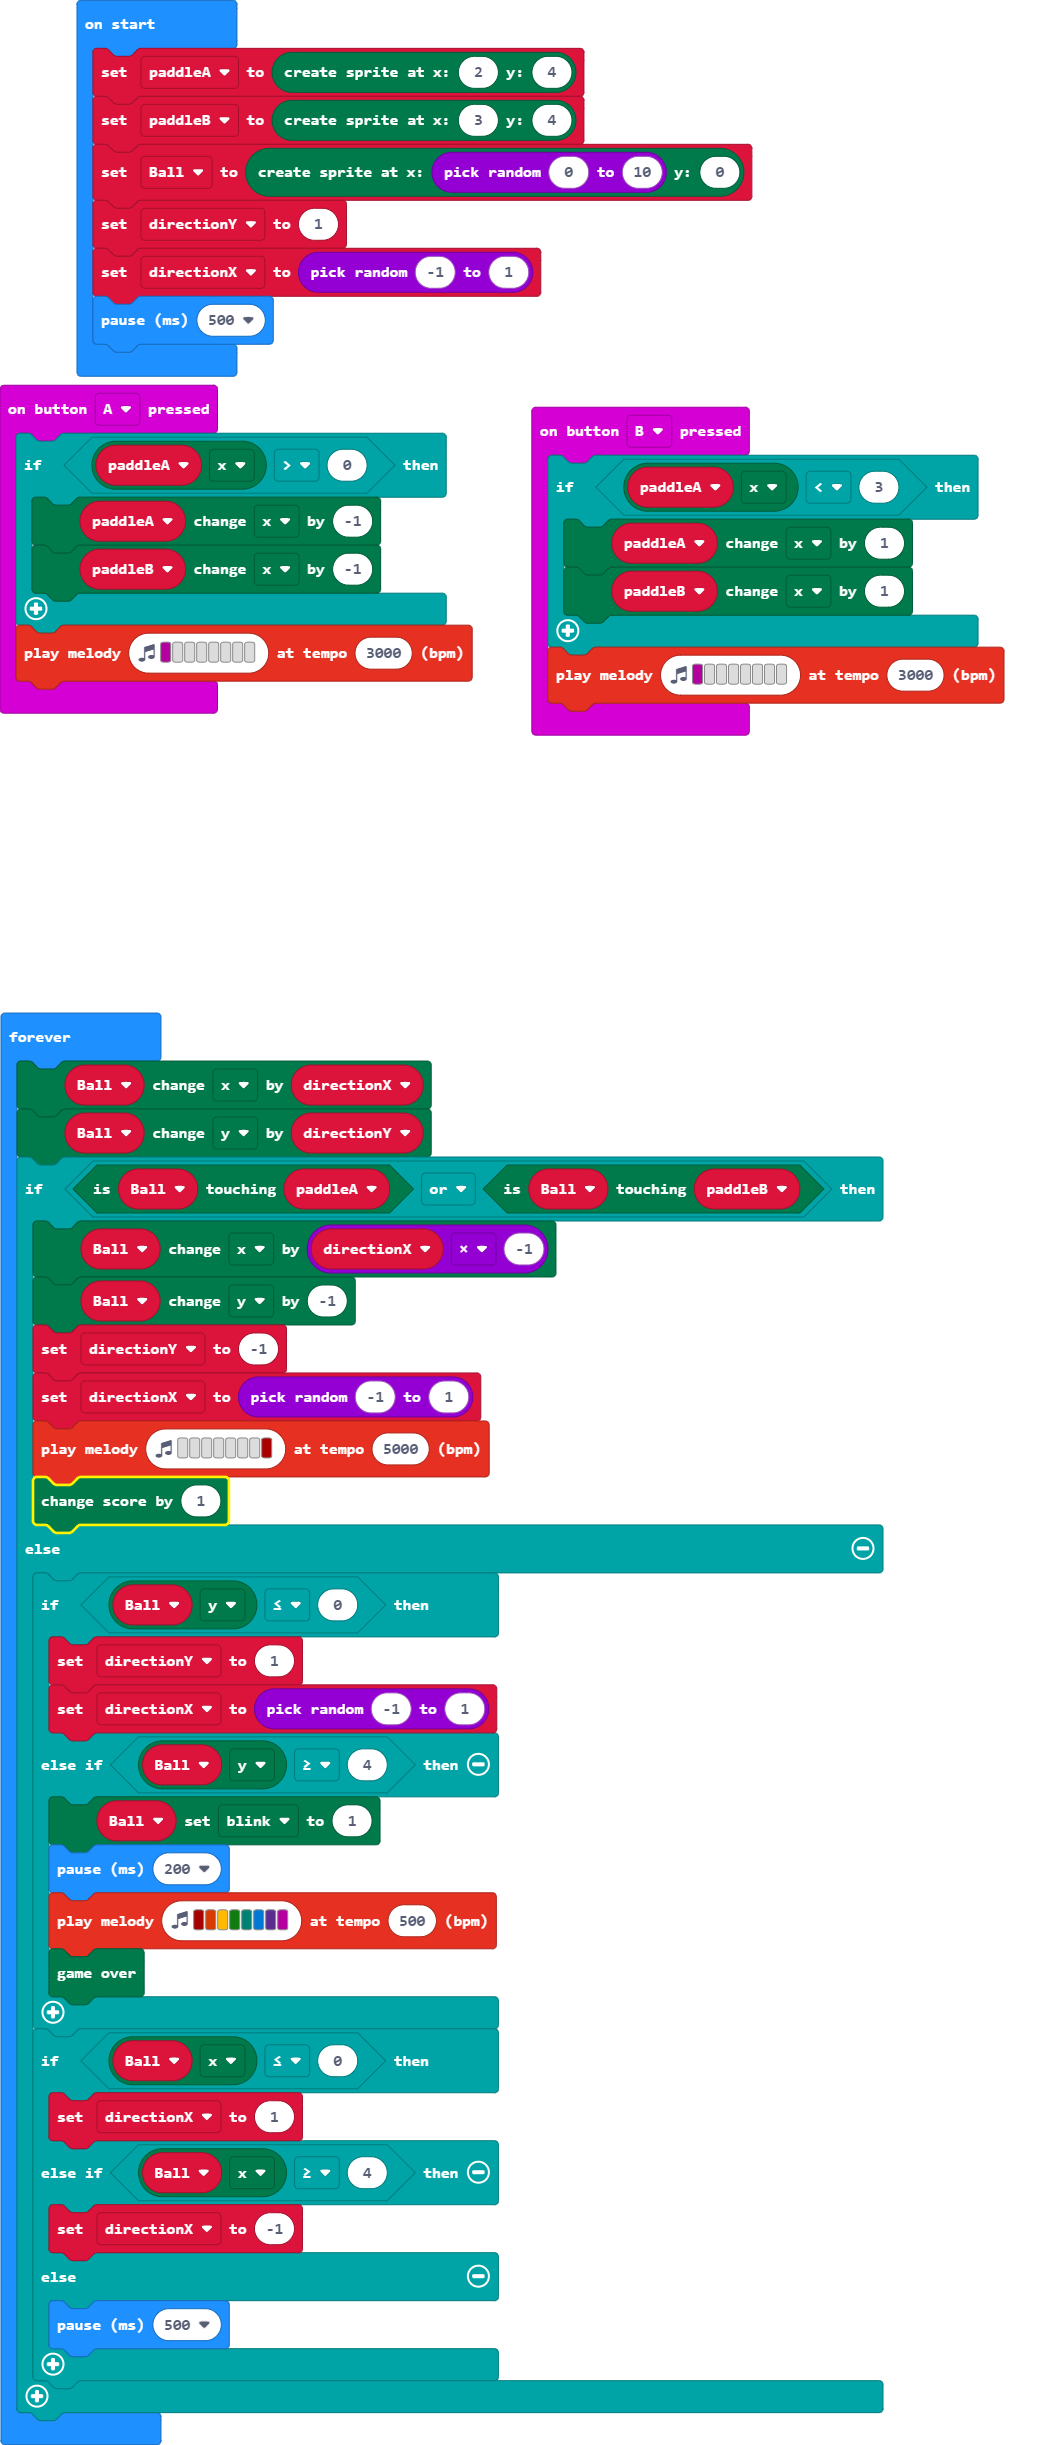 on start
set paddleA to create sprite at x: 2 y: 4
set paddleB to create sprite at x: 3 y: 4
set Ball to create sprite at x: pick random 0 to 10 y: 0
set directionY to 1
set directionX to pick random -1 to 1
pause (ms) 500
on button A pressed
if paddleA x > 0 then
paddleA change x by -1
paddleB change x by -1
play melody at tempo 3000 (bpm)
on button B pressed
if paddleA x < 3 then
paddleA change x by 1
paddleB change x by 1
play melody at tempo 3000 (bpm)
forever
Ball change x by directionX
Ball change y by directionY
if is Ball touching paddleA or is Ball touching paddleB then
Ball change x by directionX × -1
Ball change y by -1
set directionY to -1
set directionX to pick random -1 to 1
play melody at tempo 5000 (bpm)
change score by 1
else
if Ball y ≤ 0 then
set directionY to 1
set directionX to pick random -1 to 1
else if Ball y ≥ 4 then
Ball set blink to 1
pause (ms) 200
play melody at tempo 500 (bpm)
game over
if Ball x ≤ 0 then
set directionX to 1
else if Ball x ≥ 4 then
set directionX to -1
else
pause (ms) 500